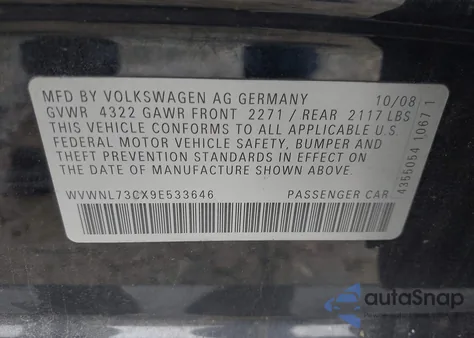 MFD BY VOLKSWAGEN AG GERMANY 10/08
GVWR 4322 GAWR FRONT 2271 / REAR 2117 LBS
THIS VEHICLE CONFORMS TO ALL APPLICABLE U.S.
FEDERAL MOTOR VEHICLE SAFETY, BUMPER AND
THEFT PREVENTION STANDARDS IN EFFECT ON
THE DATE OF MANUFACTURE SHOWN ABOVE.
WVWNL73CX9E533646 PASSENGER CAR
4355054 1067 1
autoSnap